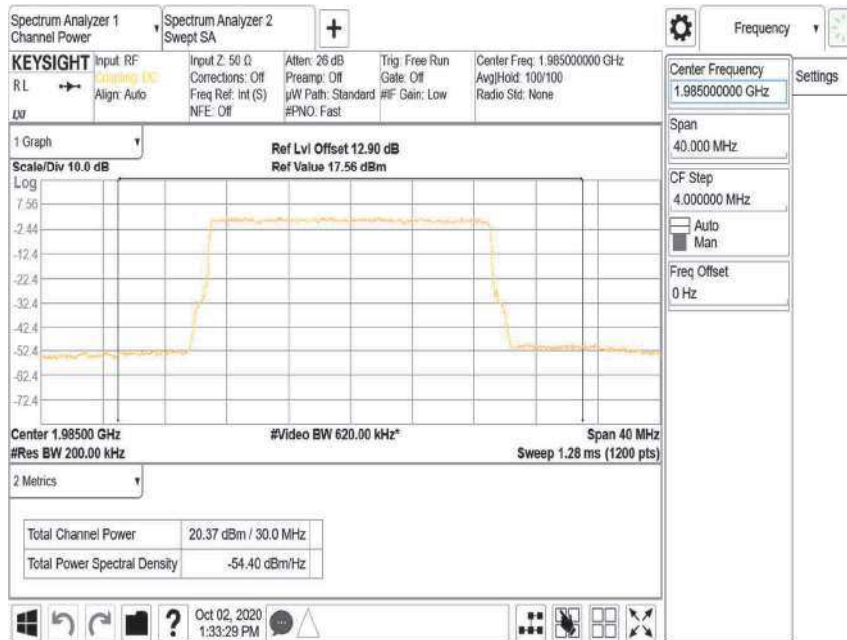 Spectrum Analyzer 1
Channel Power
Spectrum Analyzer 2
Swept SA
+
Frequency
KEYSIGHT
RL
LXI
Input: RF
Coupling: DC
Align: Auto
Input Z: 50 Ω
Corrections: Off
Freq Ref: Int (S)
NFE: Off
Atten: 26 dB
Preamp: Off
µW Path: Standard
#PNO: Fast
Trig: Free Run
Gate: Off
#IF Gain: Low
Center Freq: 1.985000000 GHz
Avg|Hold: 100/100
Radio Std: None
Center Frequency
1.985000000 GHz
Settings
Span
40.000 MHz
CF Step
4.000000 MHz
Auto
Man
Freq Offset
0 Hz
1 Graph
Scale/Div 10.0 dB
Ref Lvl Offset 12.90 dB
Ref Value 17.56 dBm
Log
7.56
-2.44
-12.4
-22.4
-32.4
-42.4
-52.4
-62.4
-72.4
Center 1.98500 GHz
#Video BW 620.00 kHz*
Span 40 MHz
#Res BW 200.00 kHz
Sweep 1.28 ms (1200 pts)
2 Metrics
Total Channel Power 20.37 dBm / 30.0 MHz
Total Power Spectral Density -54.40 dBm/Hz
?
Oct 02, 2020
1:33:29 PM